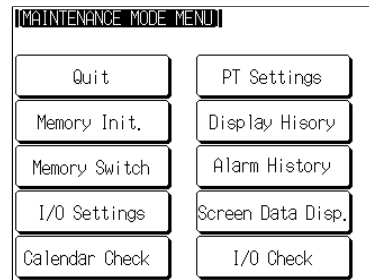 [MAINTENANCE MODE MENU]
Quit
PT Settings
Memory Init.
Display Hisory
Memory Switch
Alarm History
I/O Settings
Screen Data Disp.
Calendar Check
I/O Check